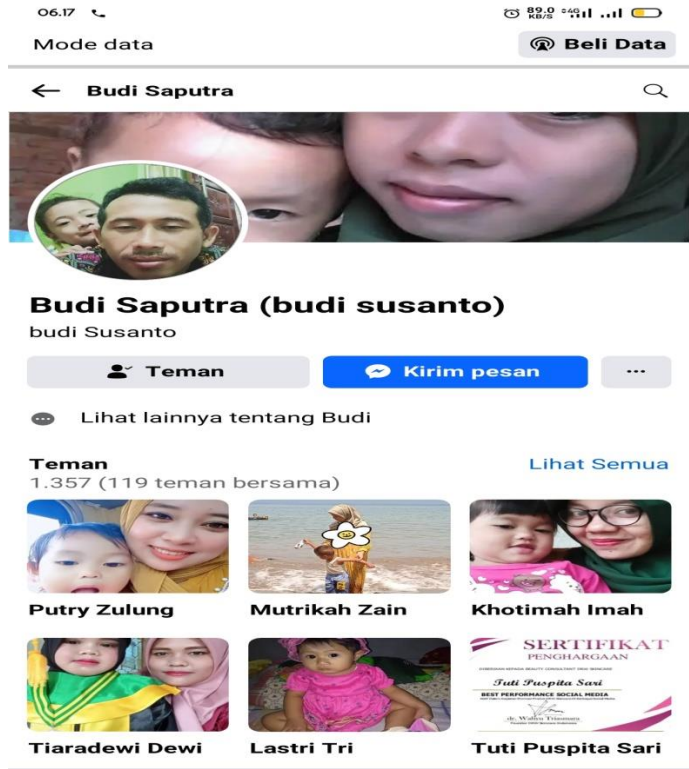 06.17
89.0 KB/S 4G
Mode data
Beli Data
Budi Saputra
Budi Saputra (budi susanto)
budi Susanto
Teman
Kirim pesan
Lihat lainnya tentang Budi
Teman
Lihat Semua
1.357 (119 teman bersama)
Putry Zulung
Mutrikah Zain
Khotimah Imah
SERTIFIKAT
PENGHARGAAN
Tuti Puspita Sari
BEST PERFORMANCE SOCIAL MEDIA
Tiaradewi Dewi
Lastri Tri
Tuti Puspita Sari